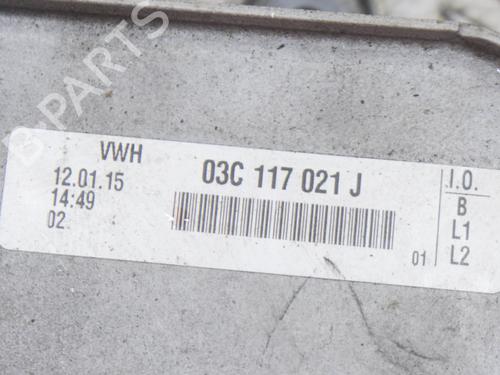 B-PARTS
VWH
03C 117 021 J
12.01.15
14:49
02
01
I.O.
B
L1
L2